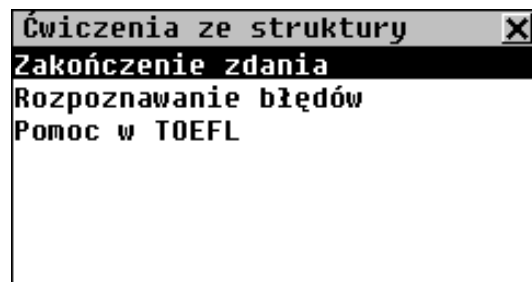 Ćwiczenia ze struktury
Zakończenie zdania
Rozpoznawanie błędów
Pomoc w TOEFL